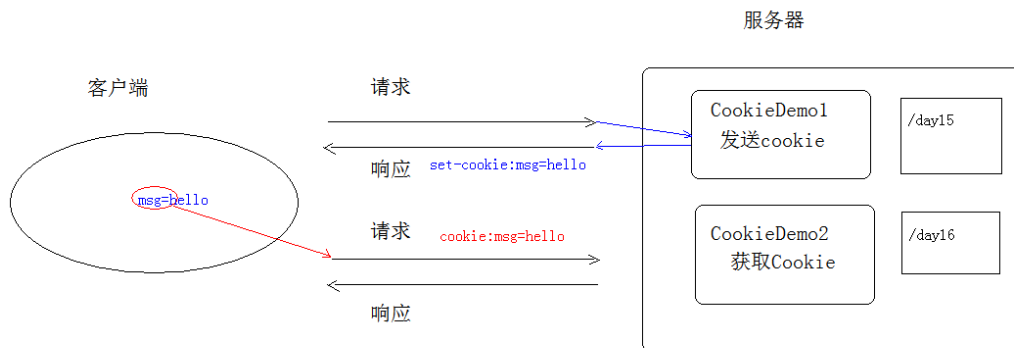 服务器
客户端
请求
CookieDemo1
发送cookie
/day15
响应
set-cookie:msg=hello
msg=hello
请求
cookie:msg=hello
CookieDemo2
获取Cookie
/day16
响应